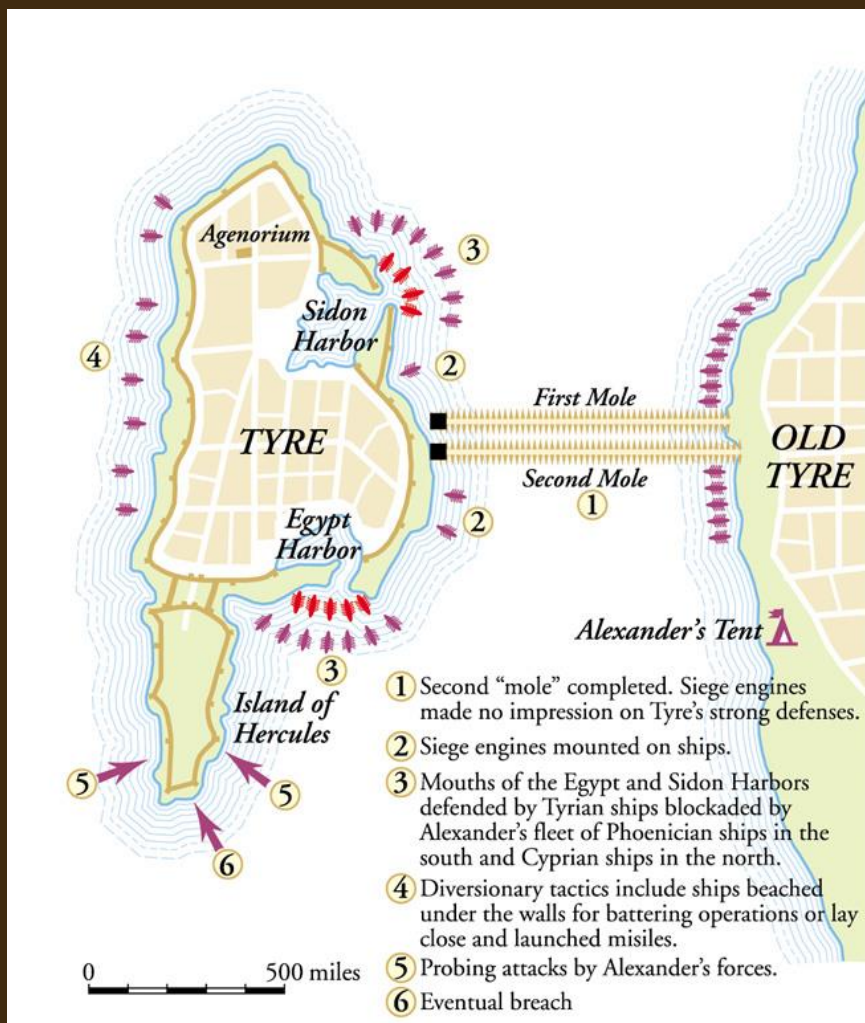 Agenorium
3
Sidon
Harbor
4
2
First Mole
TYRE
OLD
TYRE
Second Mole
1
Egypt
Harbor
2
Alexander's Tent
3
Island of
Hercules
5
5
6
1 Second “mole” completed. Siege engines
made no impression on Tyre's strong defenses.
2 Siege engines mounted on ships.
3 Mouths of the Egypt and Sidon Harbors
defended by Tyrian ships blockaded by
Alexander's fleet of Phoenician ships in the
south and Cyprian ships in the north.
4 Diversionary tactics include ships beached
under the walls for battering operations or lay
close and launched misiles.
5 Probing attacks by Alexander's forces.
6 Eventual breach
0 500 miles